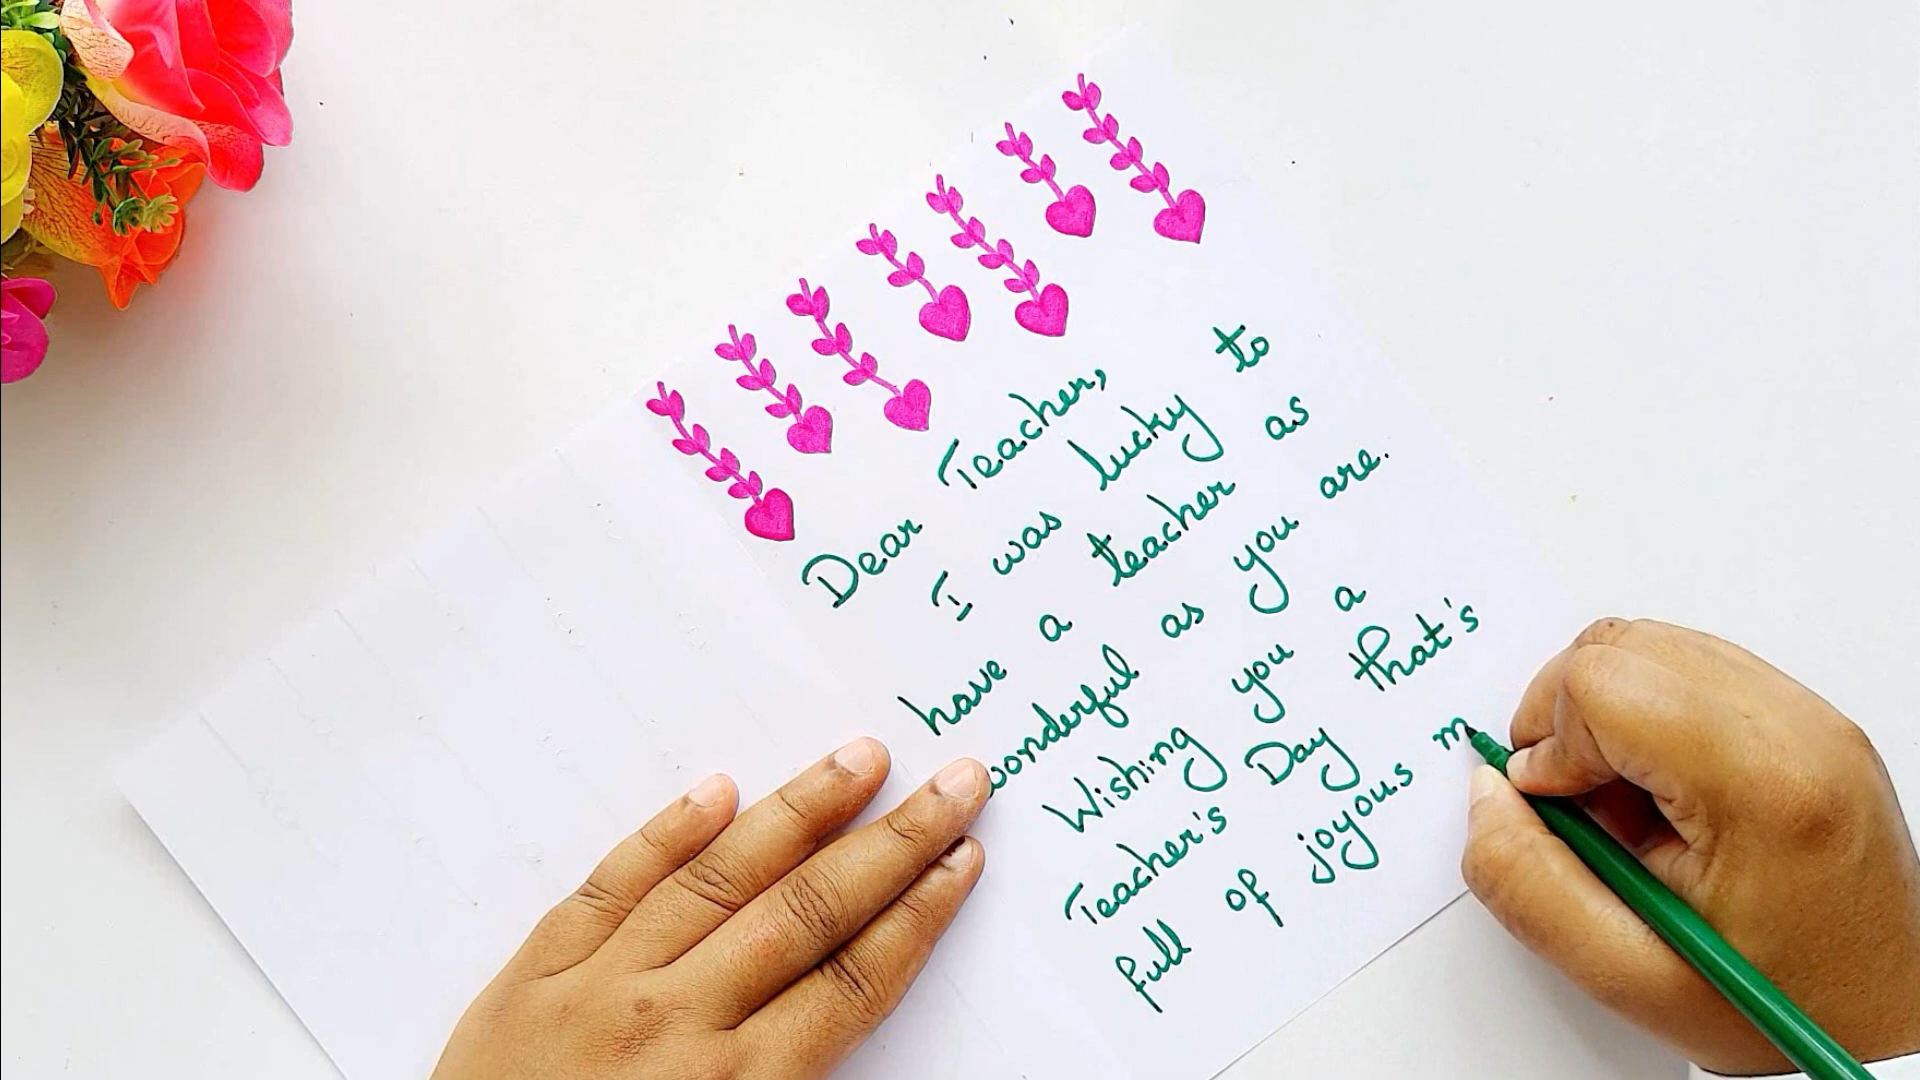 Dear Teacher,
I was lucky to
have a teacher as
wonderful as you are.
Wishing you a
Teacher's Day that's
full of joyous m